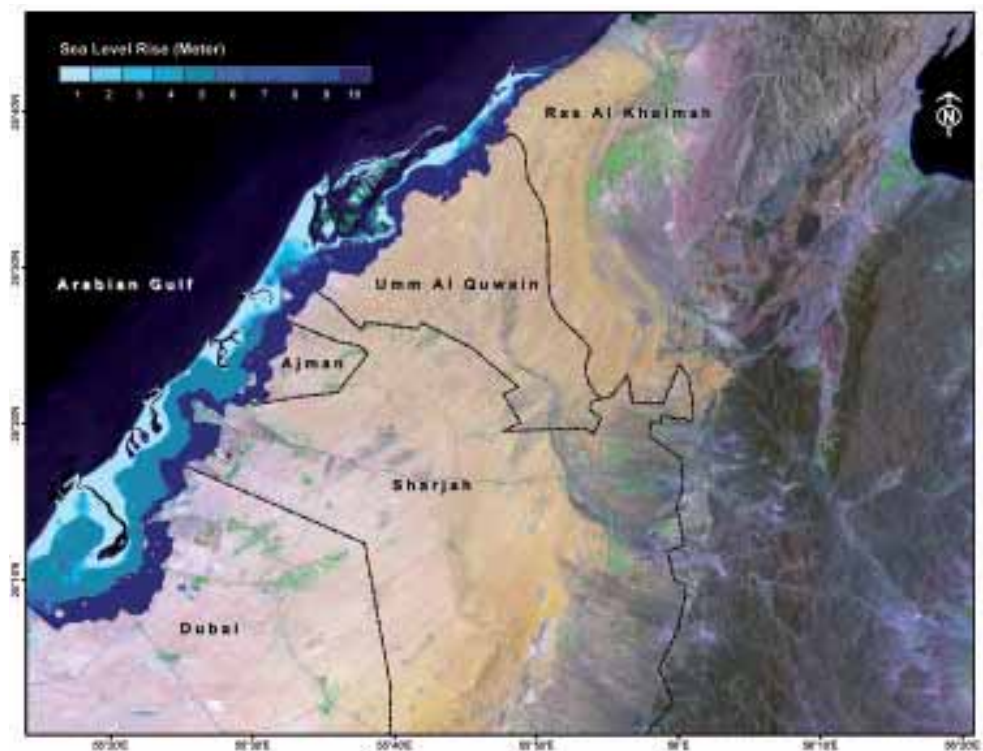 Sea Level Rise (Meter)
1 2 3 4 5 6 7 8 9 10
Ras Al Khaimah
N
Arabian Gulf
Umm Al Quwain
Ajman
Sharjah
Dubai